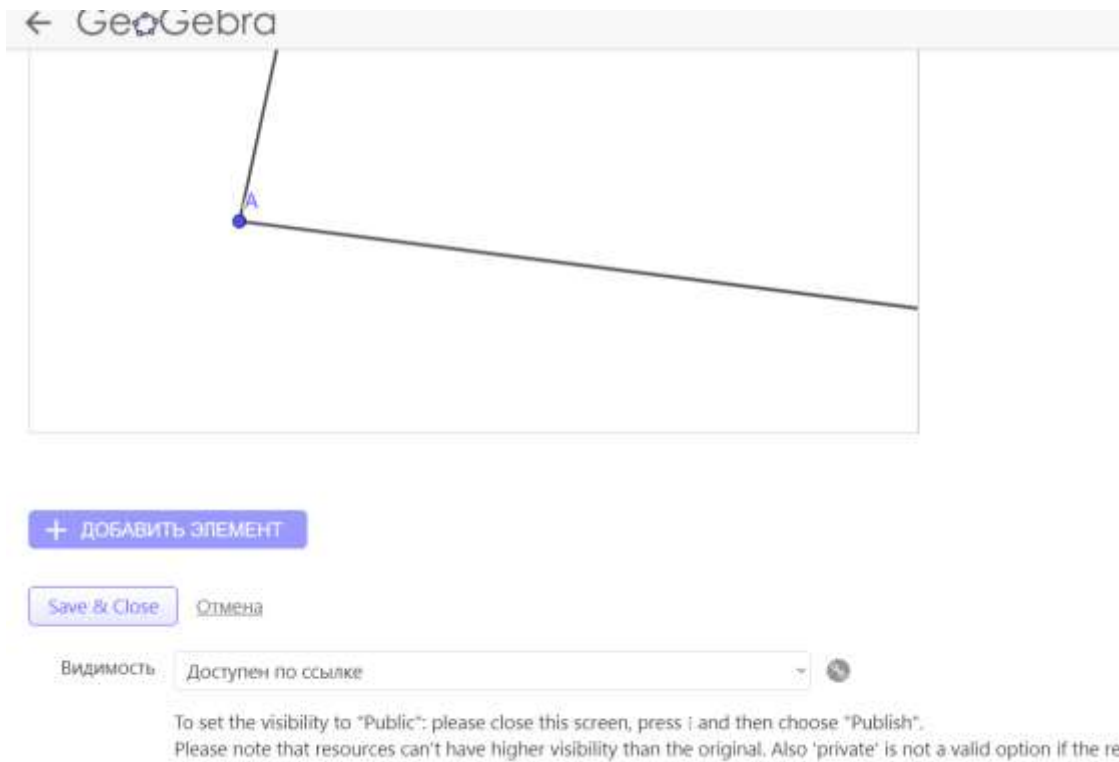 GeoGebra
A
+ ДОБАВИТЬ ЭЛЕМЕНТ
Save & Close Отмена
Видимость Доступен по ссылке
To set the visibility to "Public": please close this screen, press ⁝ and then choose "Publish".
Please note that resources can't have higher visibility than the original. Also 'private' is not a valid option if the re